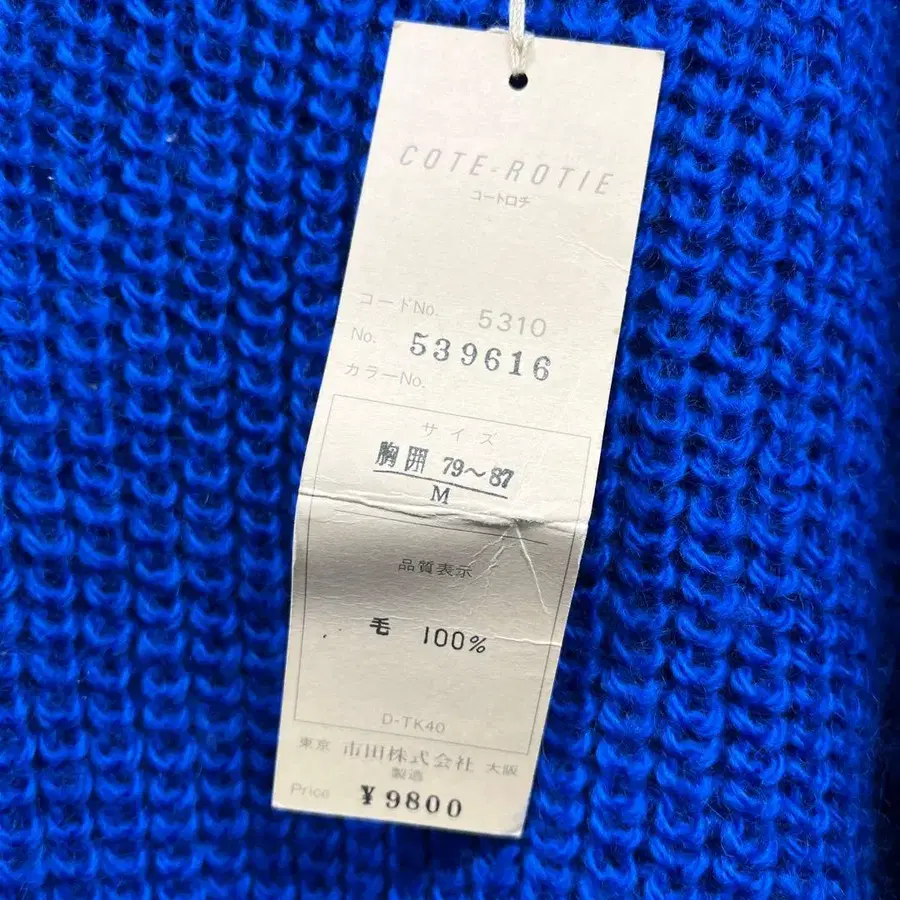 COTE-ROTIE
コートロチ
コードNo. 5310
No. 539616
カラーNo.
サイズ
胸囲 79～87
M
品質表示
毛 100%
D-TK40
東京 市田株式会社 大阪
製造
Price ¥9800